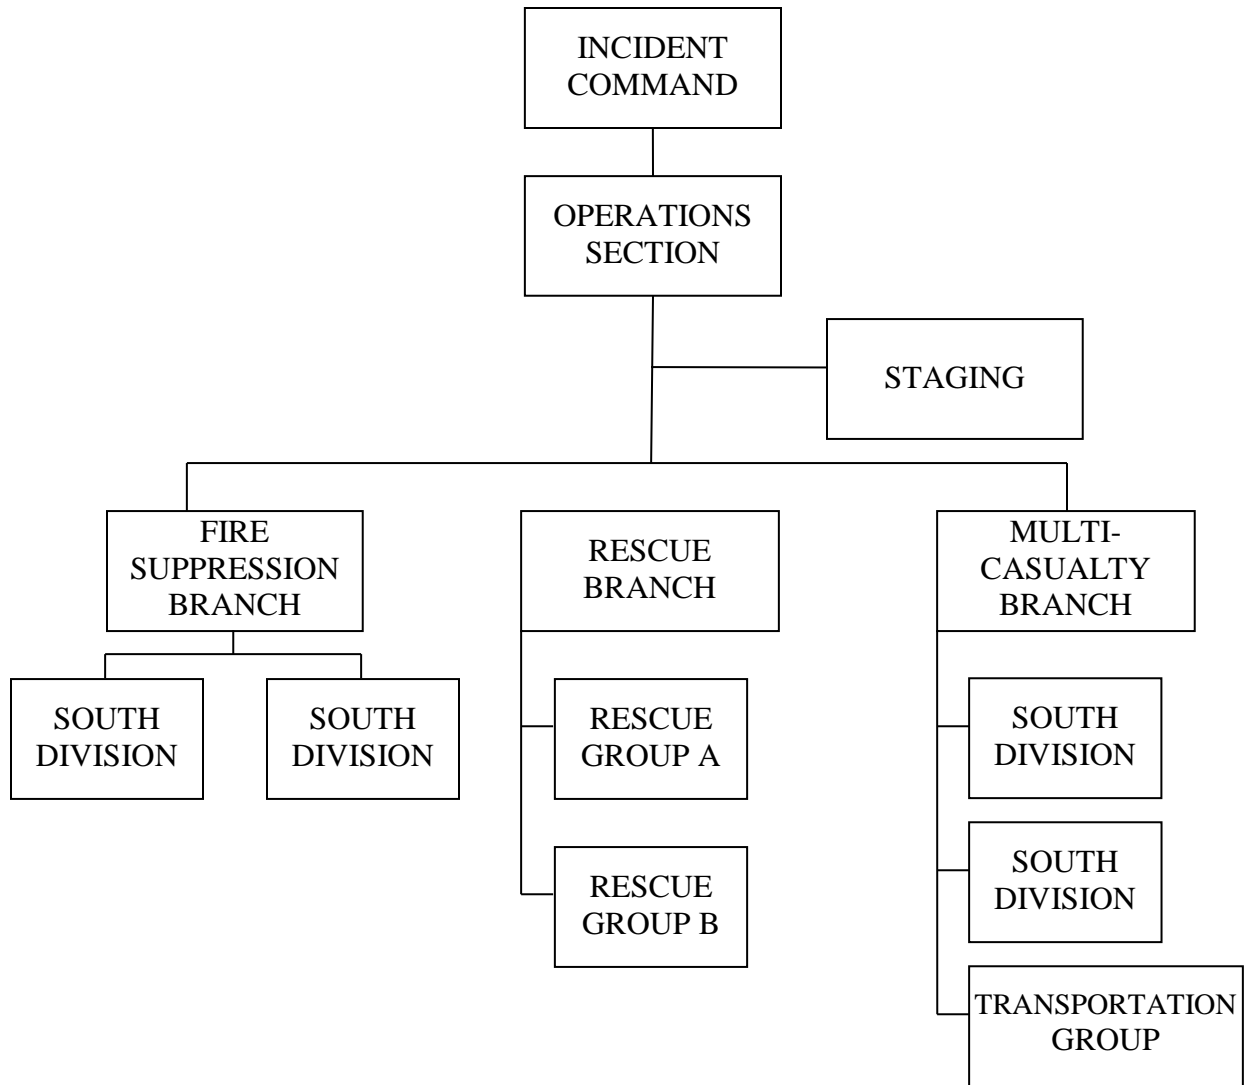 INCIDENT
COMMAND
OPERATIONS
SECTION
STAGING
FIRE
SUPPRESSION
BRANCH
RESCUE
BRANCH
MULTI-
CASUALTY
BRANCH
SOUTH
DIVISION
SOUTH
DIVISION
RESCUE
GROUP A
RESCUE
GROUP B
SOUTH
DIVISION
SOUTH
DIVISION
TRANSPORTATION
GROUP